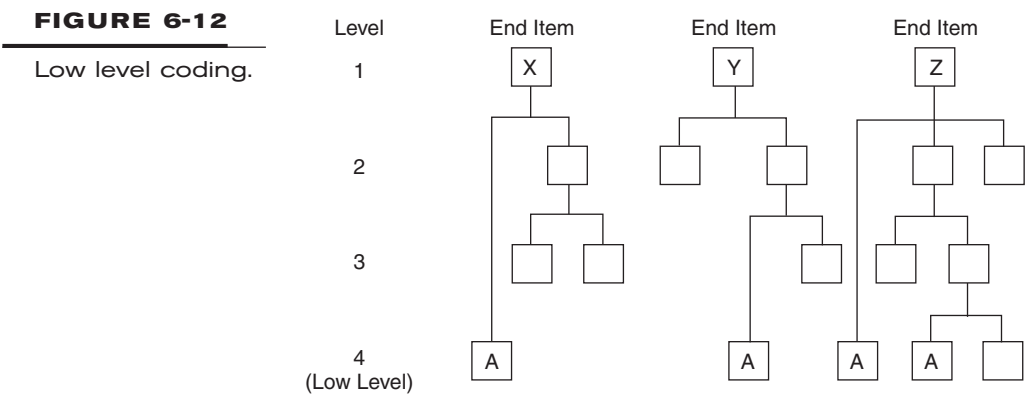 FIGURE 6-12
Low level coding.
Level
End Item
End Item
End Item
1
X
Y
Z
2
3
4
(Low Level)
A
A
A
A